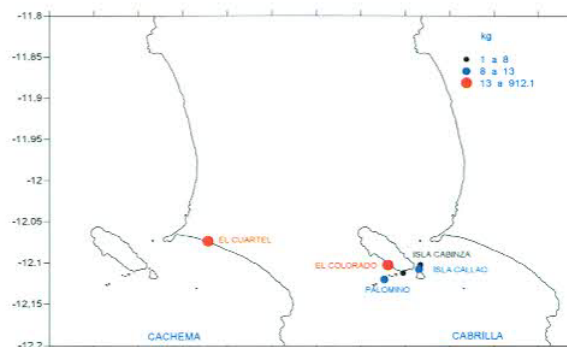 -11.8
kg
1 a 8
8 a 13
13 a 912.1
-11.85
-11.9
-11.95
-12
-12.05
EL CUARTEL
ISLA CABINZA
-12.1
EL COLORADO
ISLA CALLAO
PALOMINO
-12.15
CACHEMA
CABRILLA
-12.2